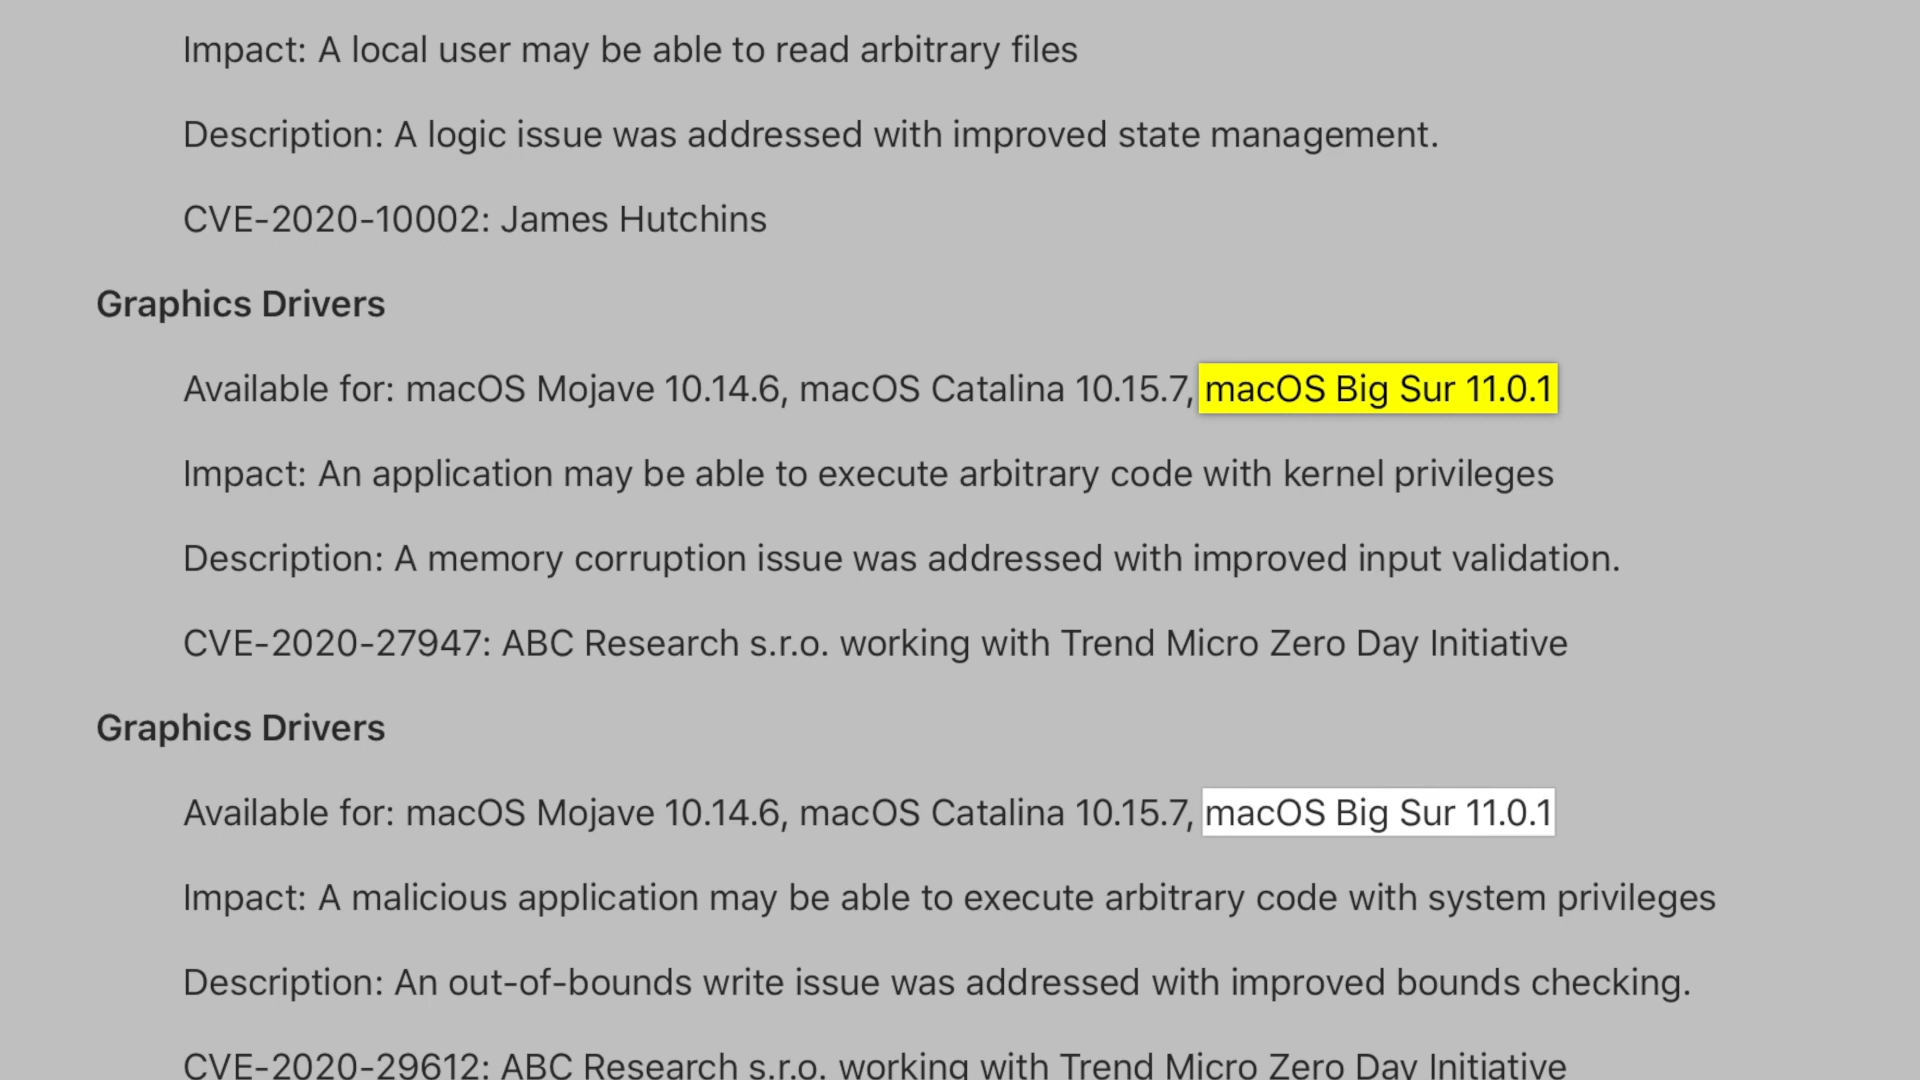 Impact: A local user may be able to read arbitrary files
Description: A logic issue was addressed with improved state management.
CVE-2020-10002: James Hutchins
Graphics Drivers
Available for: macOS Mojave 10.14.6, macOS Catalina 10.15.7, macOS Big Sur 11.0.1
Impact: An application may be able to execute arbitrary code with kernel privileges
Description: A memory corruption issue was addressed with improved input validation.
CVE-2020-27947: ABC Research s.r.o. working with Trend Micro Zero Day Initiative
Graphics Drivers
Available for: macOS Mojave 10.14.6, macOS Catalina 10.15.7, macOS Big Sur 11.0.1
Impact: A malicious application may be able to execute arbitrary code with system privileges
Description: An out-of-bounds write issue was addressed with improved bounds checking.
CVE-2020-29612: ABC Research s.r.o. working with Trend Micro Zero Day Initiative